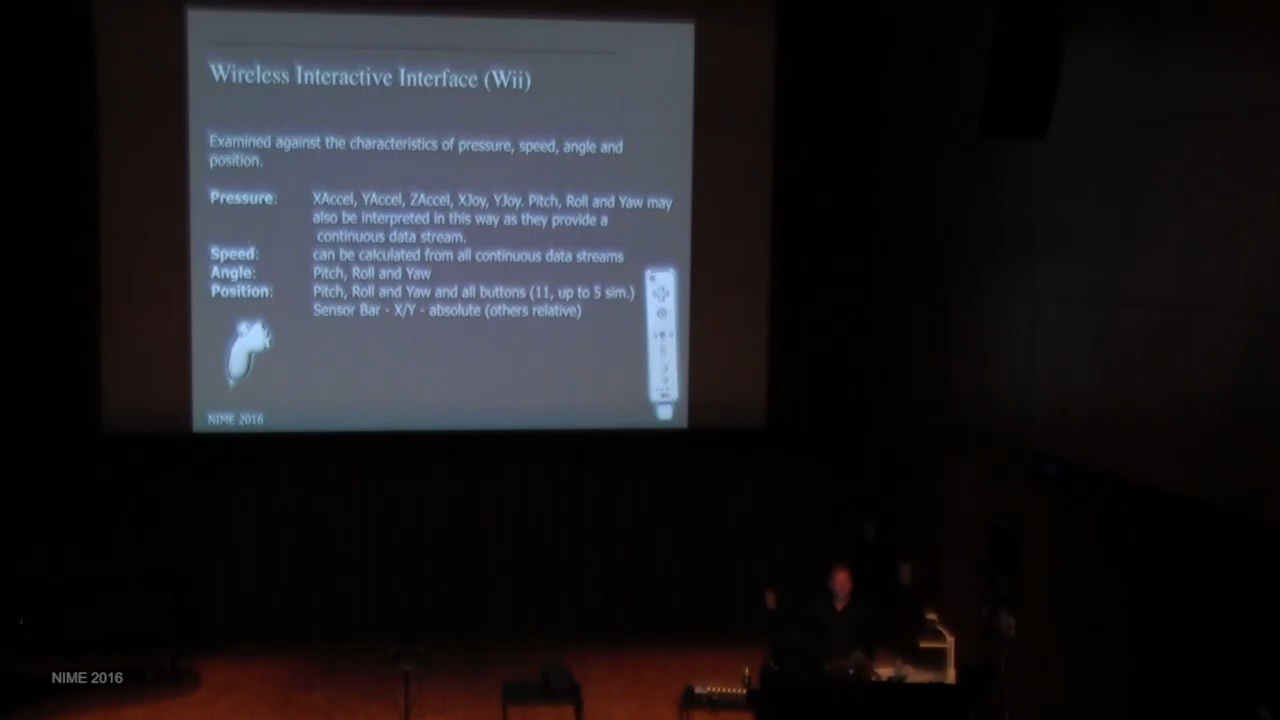 Wireless Interactive Interface (Wii)
Examined against the characteristics of pressure, speed, angle and
position.
Pressure: XAccel, YAccel, ZAccel, XJoy, YJoy. Pitch, Roll and Yaw may
also be interpreted in this way as they provide a
continuous data stream.
Speed: can be calculated from all continuous data streams
Angle: Pitch, Roll and Yaw
Position: Pitch, Roll and Yaw and all buttons (11, up to 5 sim.)
Sensor Bar - X/Y - absolute (others relative)
NIME 2016
NIME 2016